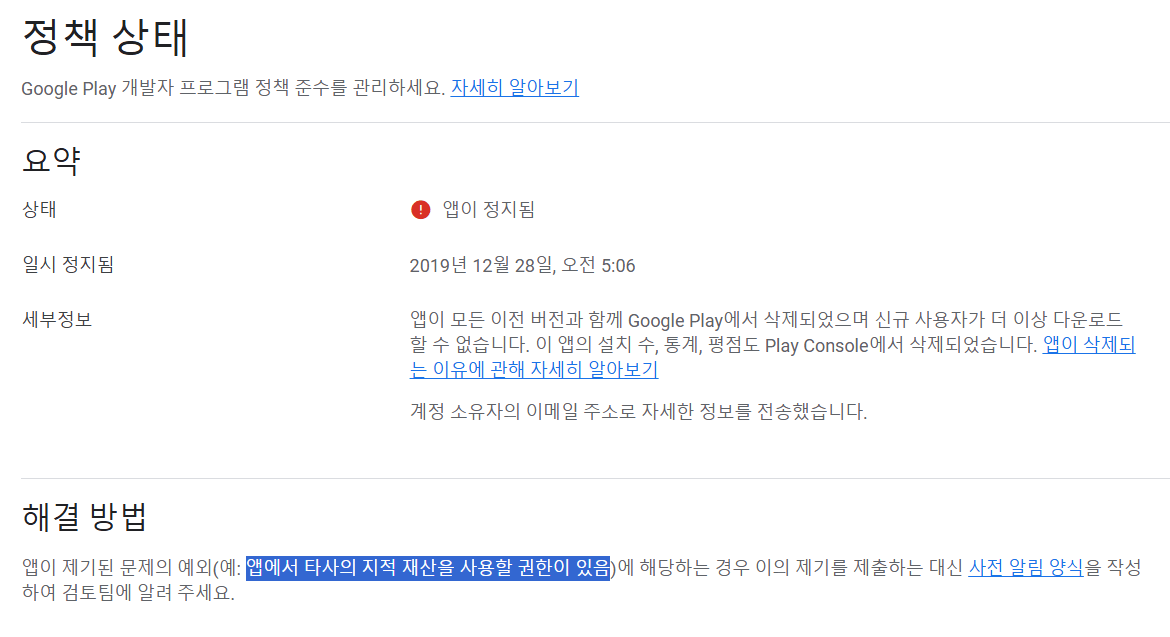 정책 상태
Google Play 개발자 프로그램 정책 준수를 관리하세요. 자세히 알아보기
요약
상태
앱이 정지됨
일시 정지됨
2019년 12월 28일, 오전 5:06
세부정보
앱이 모든 이전 버전과 함께 Google Play에서 삭제되었으며 신규 사용자가 더 이상 다운로드
할 수 없습니다. 이 앱의 설치 수, 통계, 평점도 Play Console에서 삭제되었습니다. 앱이 삭제되
는 이유에 관해 자세히 알아보기
계정 소유자의 이메일 주소로 자세한 정보를 전송했습니다.
해결 방법
앱이 제기된 문제의 예외(예: 앱에서 타사의 지적 재산을 사용할 권한이 있음)에 해당하는 경우 이의 제기를 제출하는 대신 사전 알림 양식을 작성
하여 검토팀에 알려 주세요.